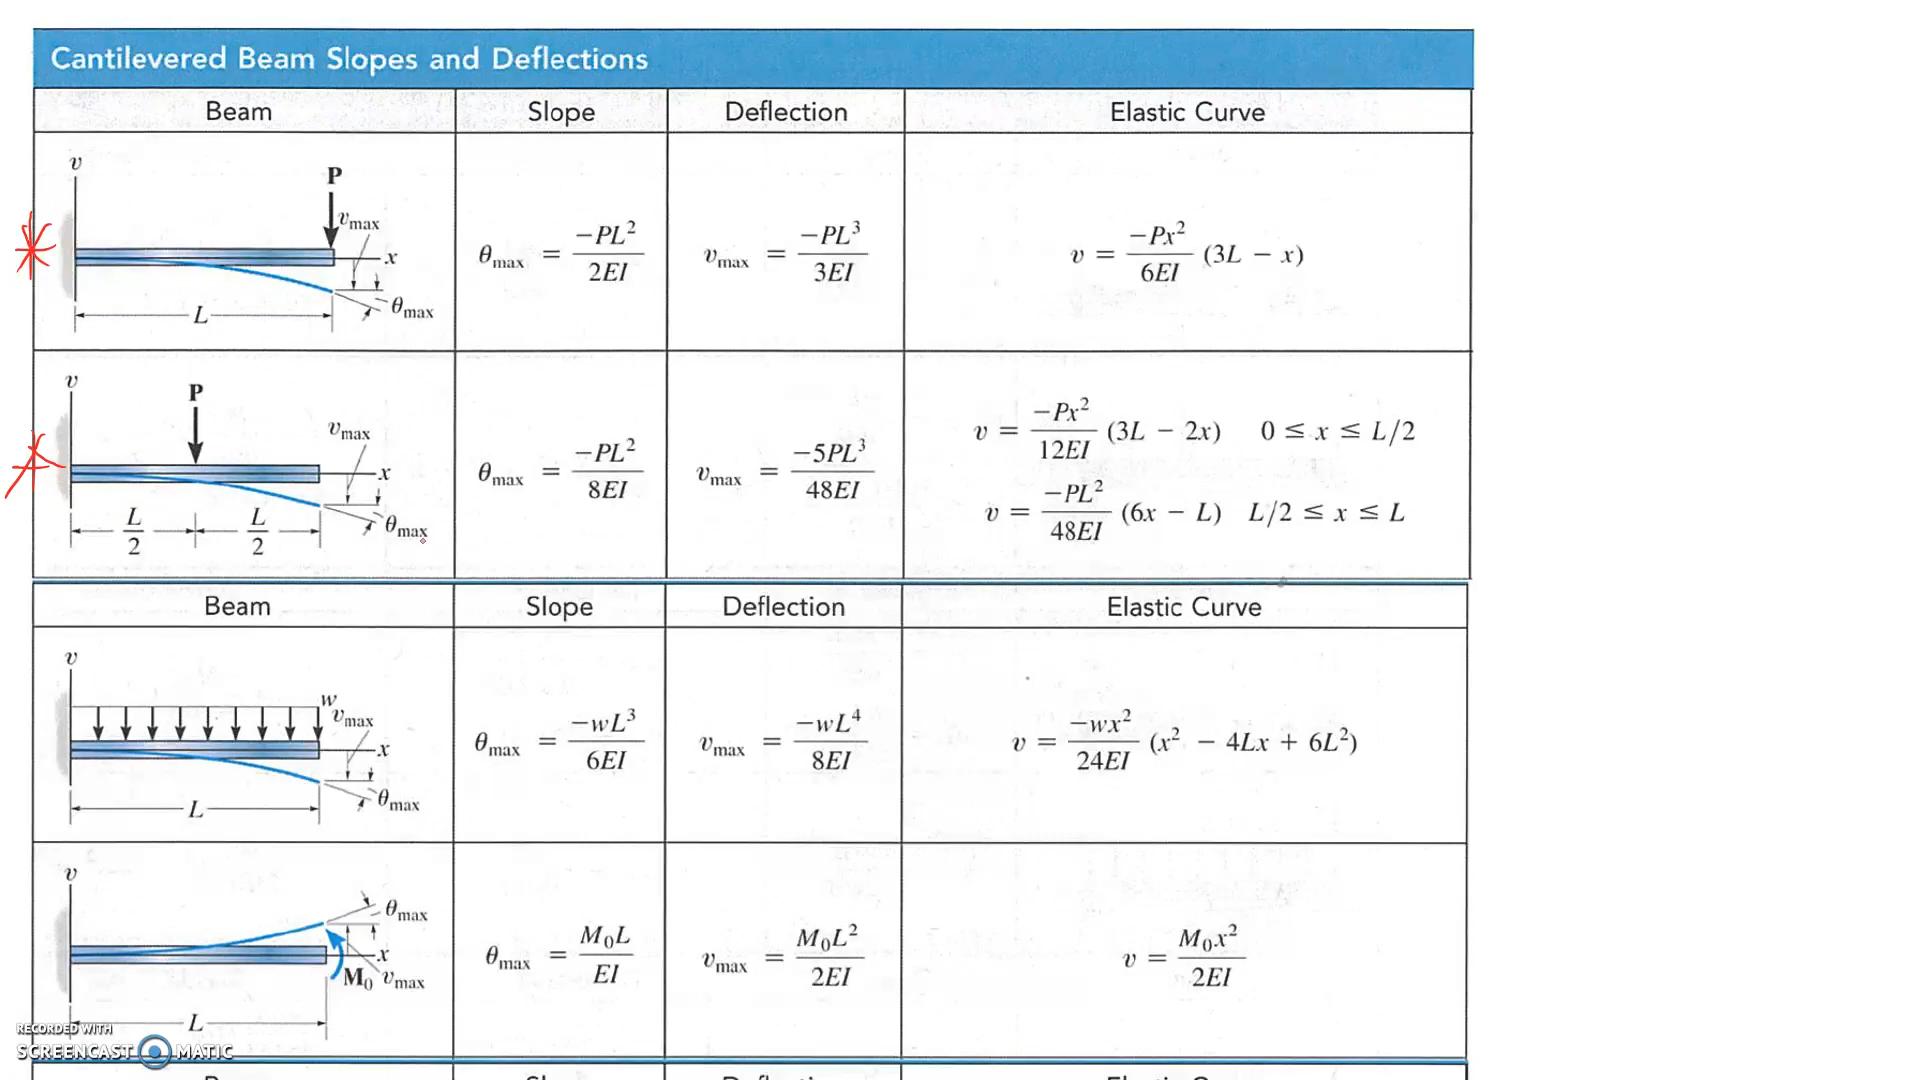 Cantilevered Beam Slopes and Deflections
Beam Slope Deflection Elastic Curve
v
P
v_max
x
θ_max
L
θ_max = -PL²/2EI
v_max = -PL³/3EI
v = -Px²/6EI (3L - x)
v
P
v_max
x
θ_max
L/2 L/2
θ_max = -PL²/8EI
v_max = -5PL³/48EI
v = -Px²/12EI (3L - 2x) 0 ≤ x ≤ L/2
v = -PL²/48EI (6x - L) L/2 ≤ x ≤ L
Beam Slope Deflection Elastic Curve
v
w
v_max
x
θ_max
L
θ_max = -wL³/6EI
v_max = -wL⁴/8EI
v = -wx²/24EI (x² - 4Lx + 6L²)
v
θ_max
x
M₀ v_max
L
θ_max = M₀L/EI
v_max = M₀L²/2EI
v = M₀x²/2EI
RECORDED WITH
SCREENCAST MATIC